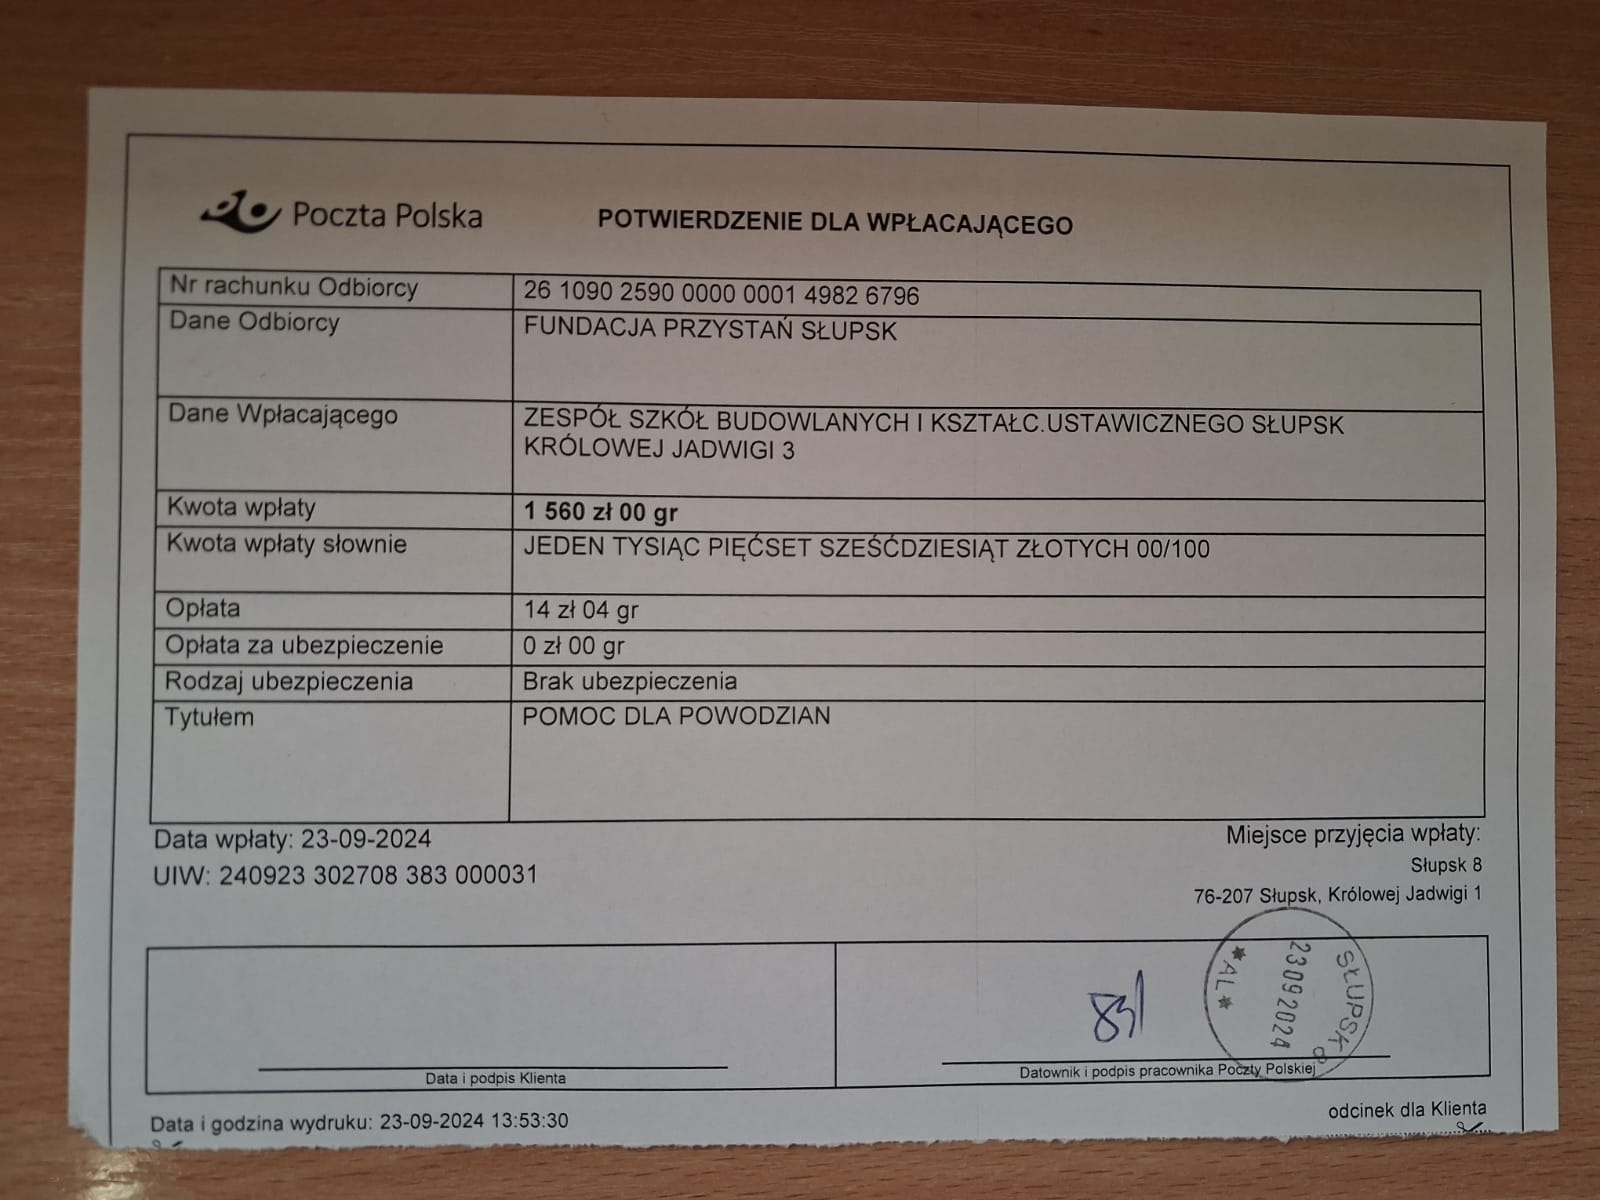 Poczta Polska
POTWIERDZENIE DLA WPŁACAJĄCEGO
Nr rachunku Odbiorcy 26 1090 2590 0000 0001 4982 6796
Dane Odbiorcy FUNDACJA PRZYSTAŃ SŁUPSK
Dane Wpłacającego ZESPÓŁ SZKÓŁ BUDOWLANYCH I KSZTAŁC.USTAWICZNEGO SŁUPSK
KRÓLOWEJ JADWIGI 3
Kwota wpłaty 1 560 zł 00 gr
Kwota wpłaty słownie JEDEN TYSIĄC PIĘĆSET SZEŚĆDZIESIĄT ZŁOTYCH 00/100
Opłata 14 zł 04 gr
Opłata za ubezpieczenie 0 zł 00 gr
Rodzaj ubezpieczenia Brak ubezpieczenia
Tytułem POMOC DLA POWODZIAN
Data wpłaty: 23-09-2024
UIW: 240923 302708 383 000031
Miejsce przyjęcia wpłaty:
Słupsk 8
76-207 Słupsk, Królowej Jadwigi 1
SŁUPSK 8
23092024
*AL*
Data i podpis Klienta
Datownik i podpis pracownika Poczty Polskiej
Data i godzina wydruku: 23-09-2024 13:53:30
odcinek dla Klienta